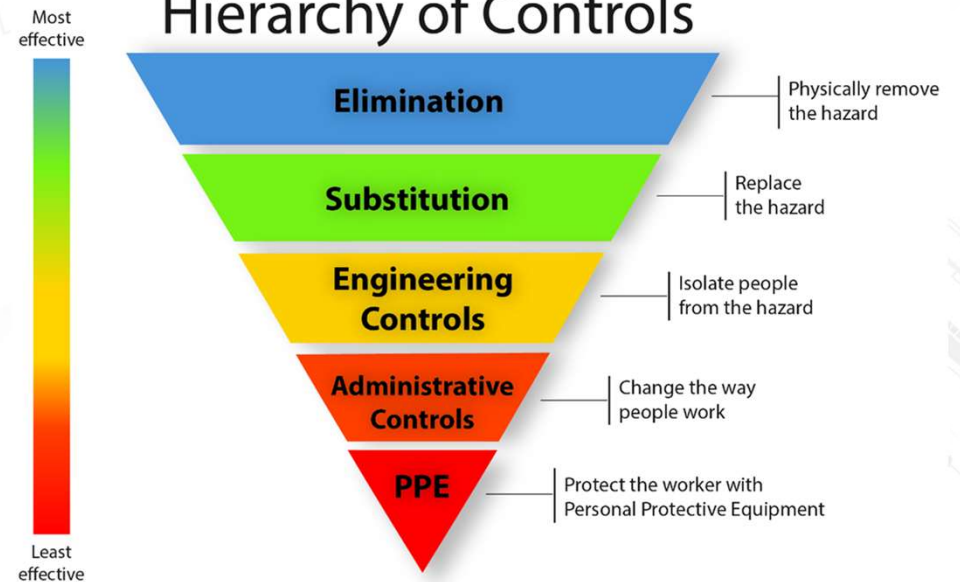 Hierarchy of Controls
Most
effective
Elimination
Physically remove
the hazard
Substitution
Replace
the hazard
Engineering
Controls
Isolate people
from the hazard
Administrative
Controls
Change the way
people work
PPE
Protect the worker with
Personal Protective Equipment
Least
effective